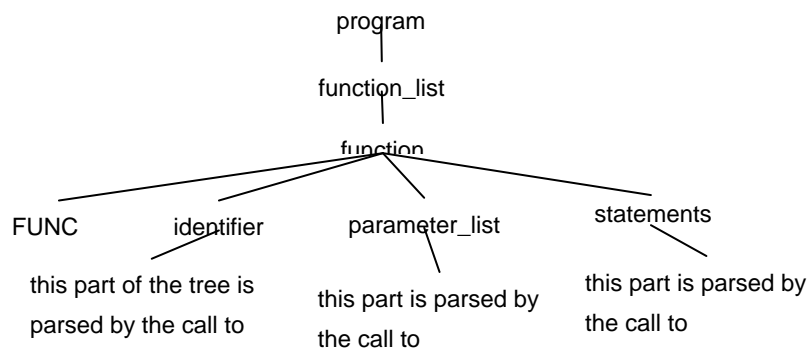 program
function_list
function
FUNC
identifier
parameter_list
statements
this part of the tree is
parsed by the call to
this part is parsed by
the call to
this part is parsed by
the call to